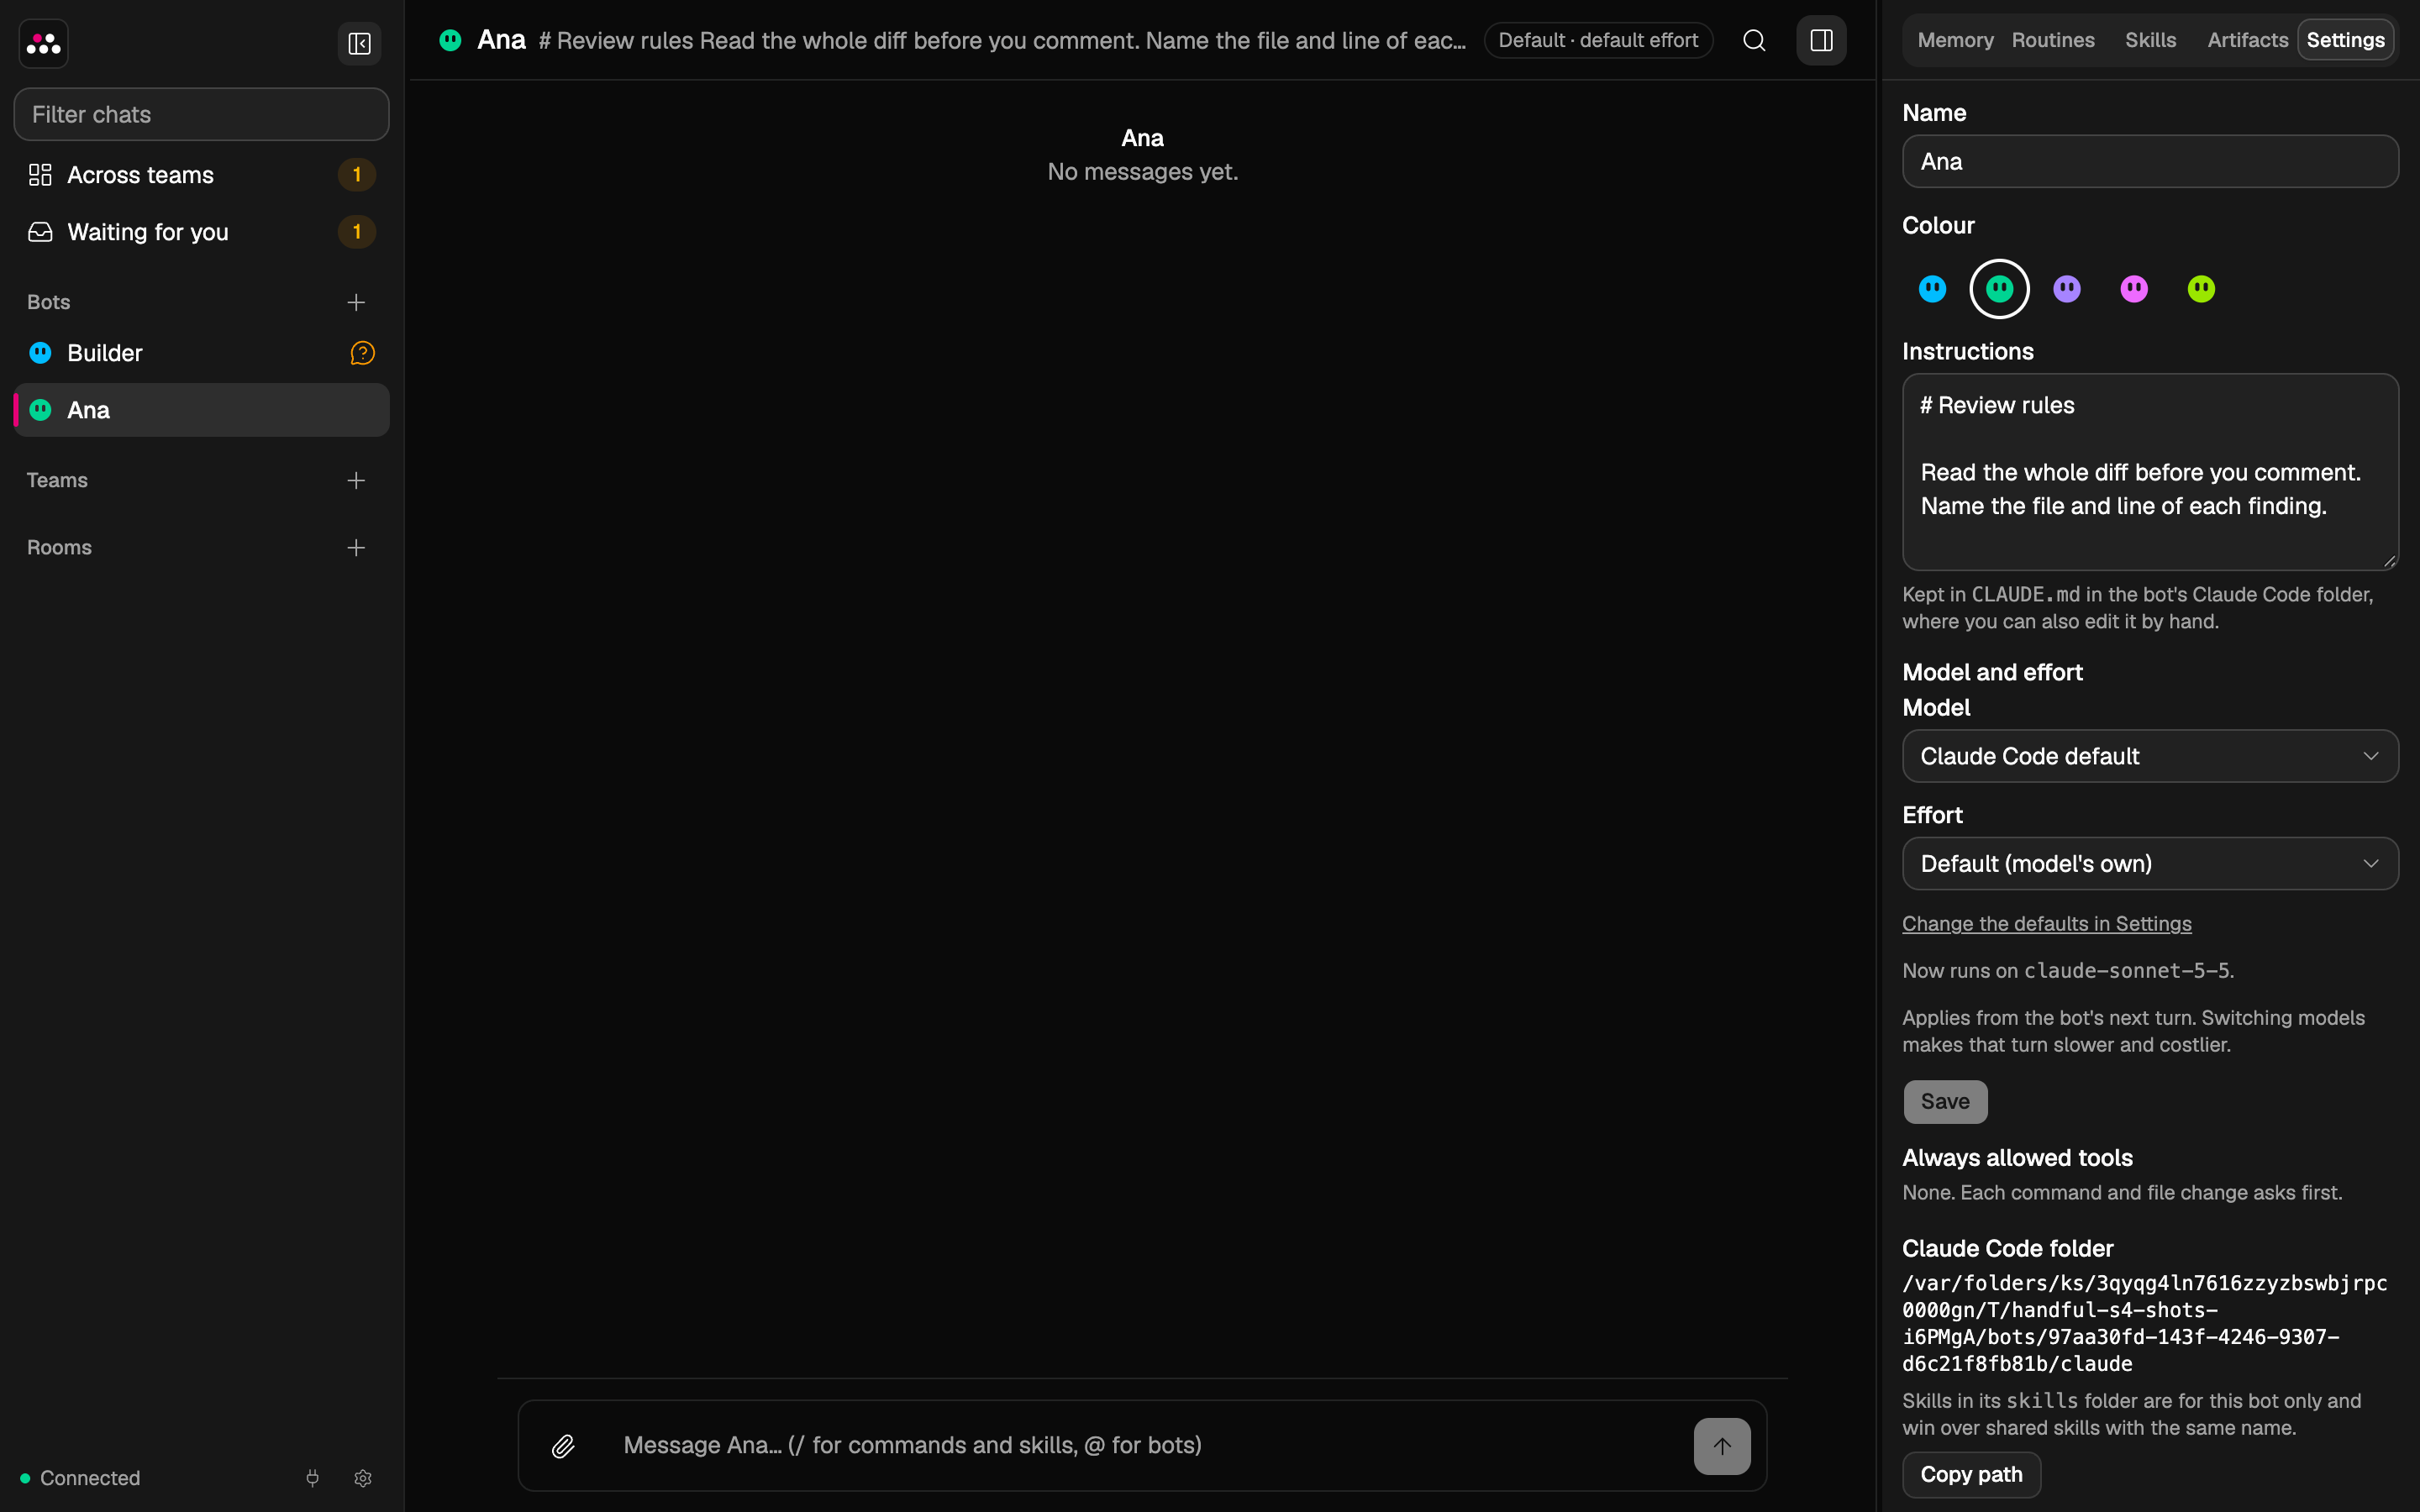 Filter chats
Across teams 1
Waiting for you 1
Bots
Builder
Ana
Teams
Rooms
Connected
Ana # Review rules Read the whole diff before you comment. Name the file and line of eac... Default · default effort
Ana
No messages yet.
Message Ana... (/ for commands and skills, @ for bots)
Memory Routines Skills Artifacts Settings
Name
Ana
Colour
Instructions
# Review rules
Read the whole diff before you comment.
Name the file and line of each finding.
Kept in CLAUDE.md in the bot's Claude Code folder,
where you can also edit it by hand.
Model and effort
Model
Claude Code default
Effort
Default (model's own)
Change the defaults in Settings
Now runs on claude-sonnet-5-5.
Applies from the bot's next turn. Switching models
makes that turn slower and costlier.
Save
Always allowed tools
None. Each command and file change asks first.
Claude Code folder
/var/folders/ks/3qyqg4ln7616zzyzbswbjrpc
0000gn/T/handful-s4-shots-
i6PMgA/bots/97aa30fd-143f-4246-9307-
d6c21f8fb81b/claude
Skills in its skills folder are for this bot only and
win over shared skills with the same name.
Copy path